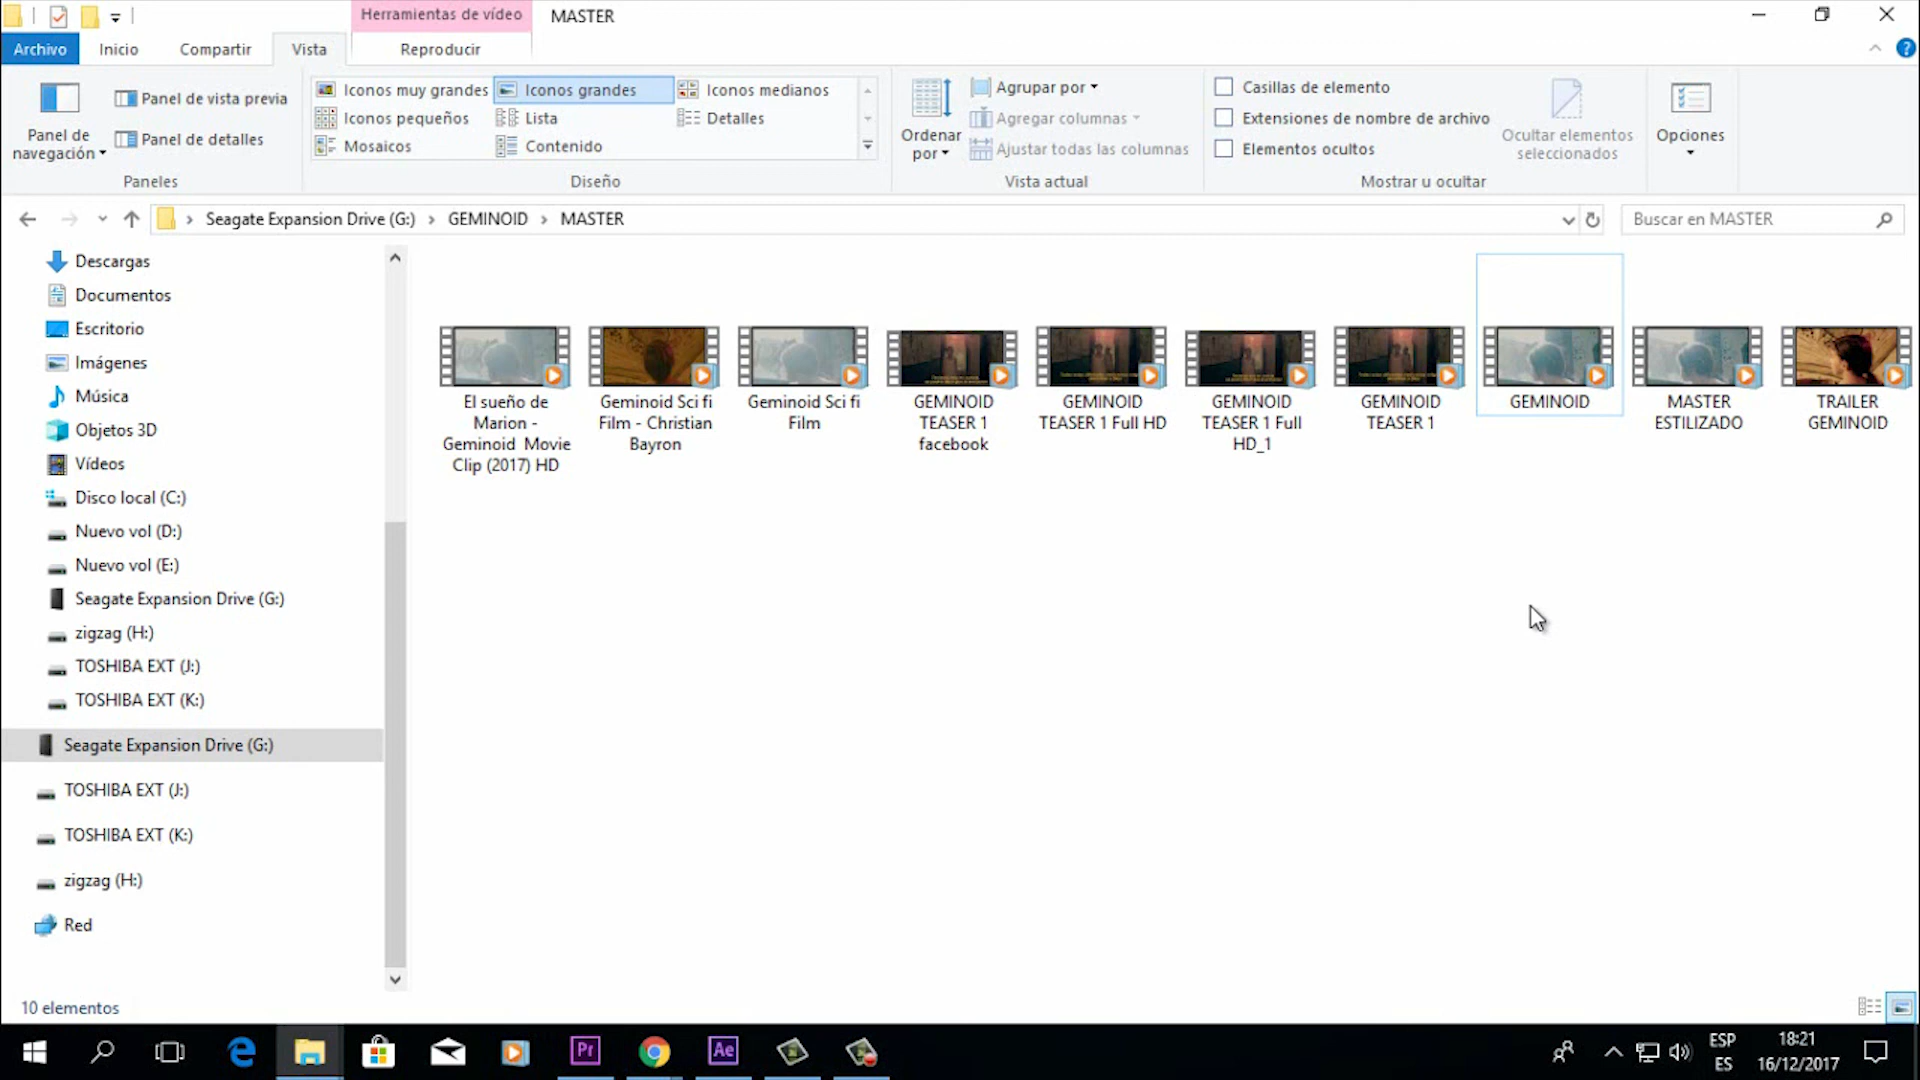 Herramientas de vídeo
MASTER
Archivo
Inicio
Compartir
Vista
Reproducir
Panel de navegación
Panel de vista previa
Panel de detalles
Paneles
Iconos muy grandes
Iconos grandes
Iconos medianos
Iconos pequeños
Lista
Detalles
Mosaicos
Contenido
Diseño
Ordenar por
Agrupar por
Agregar columnas
Ajustar todas las columnas
Vista actual
Casillas de elemento
Extensiones de nombre de archivo
Elementos ocultos
Ocultar elementos seleccionados
Mostrar u ocultar
Opciones
Seagate Expansion Drive (G:) › GEMINOID › MASTER
Buscar en MASTER
Descargas
Documentos
Escritorio
Imágenes
Música
Objetos 3D
Vídeos
Disco local (C:)
Nuevo vol (D:)
Nuevo vol (E:)
Seagate Expansion Drive (G:)
zigzag (H:)
TOSHIBA EXT (J:)
TOSHIBA EXT (K:)
Seagate Expansion Drive (G:)
TOSHIBA EXT (J:)
TOSHIBA EXT (K:)
zigzag (H:)
Red
El sueño de
Marion -
Geminoid Movie
Clip (2017) HD
Geminoid Sci fi
Film - Christian
Bayron
Geminoid Sci fi
Film
GEMINOID
TEASER 1
facebook
GEMINOID
TEASER 1 Full HD
GEMINOID
TEASER 1 Full
HD_1
GEMINOID
TEASER 1
GEMINOID
MASTER
ESTILIZADO
TRAILER
GEMINOID
10 elementos
Pr
Ae
ESP
ES
18:21
16/12/2017